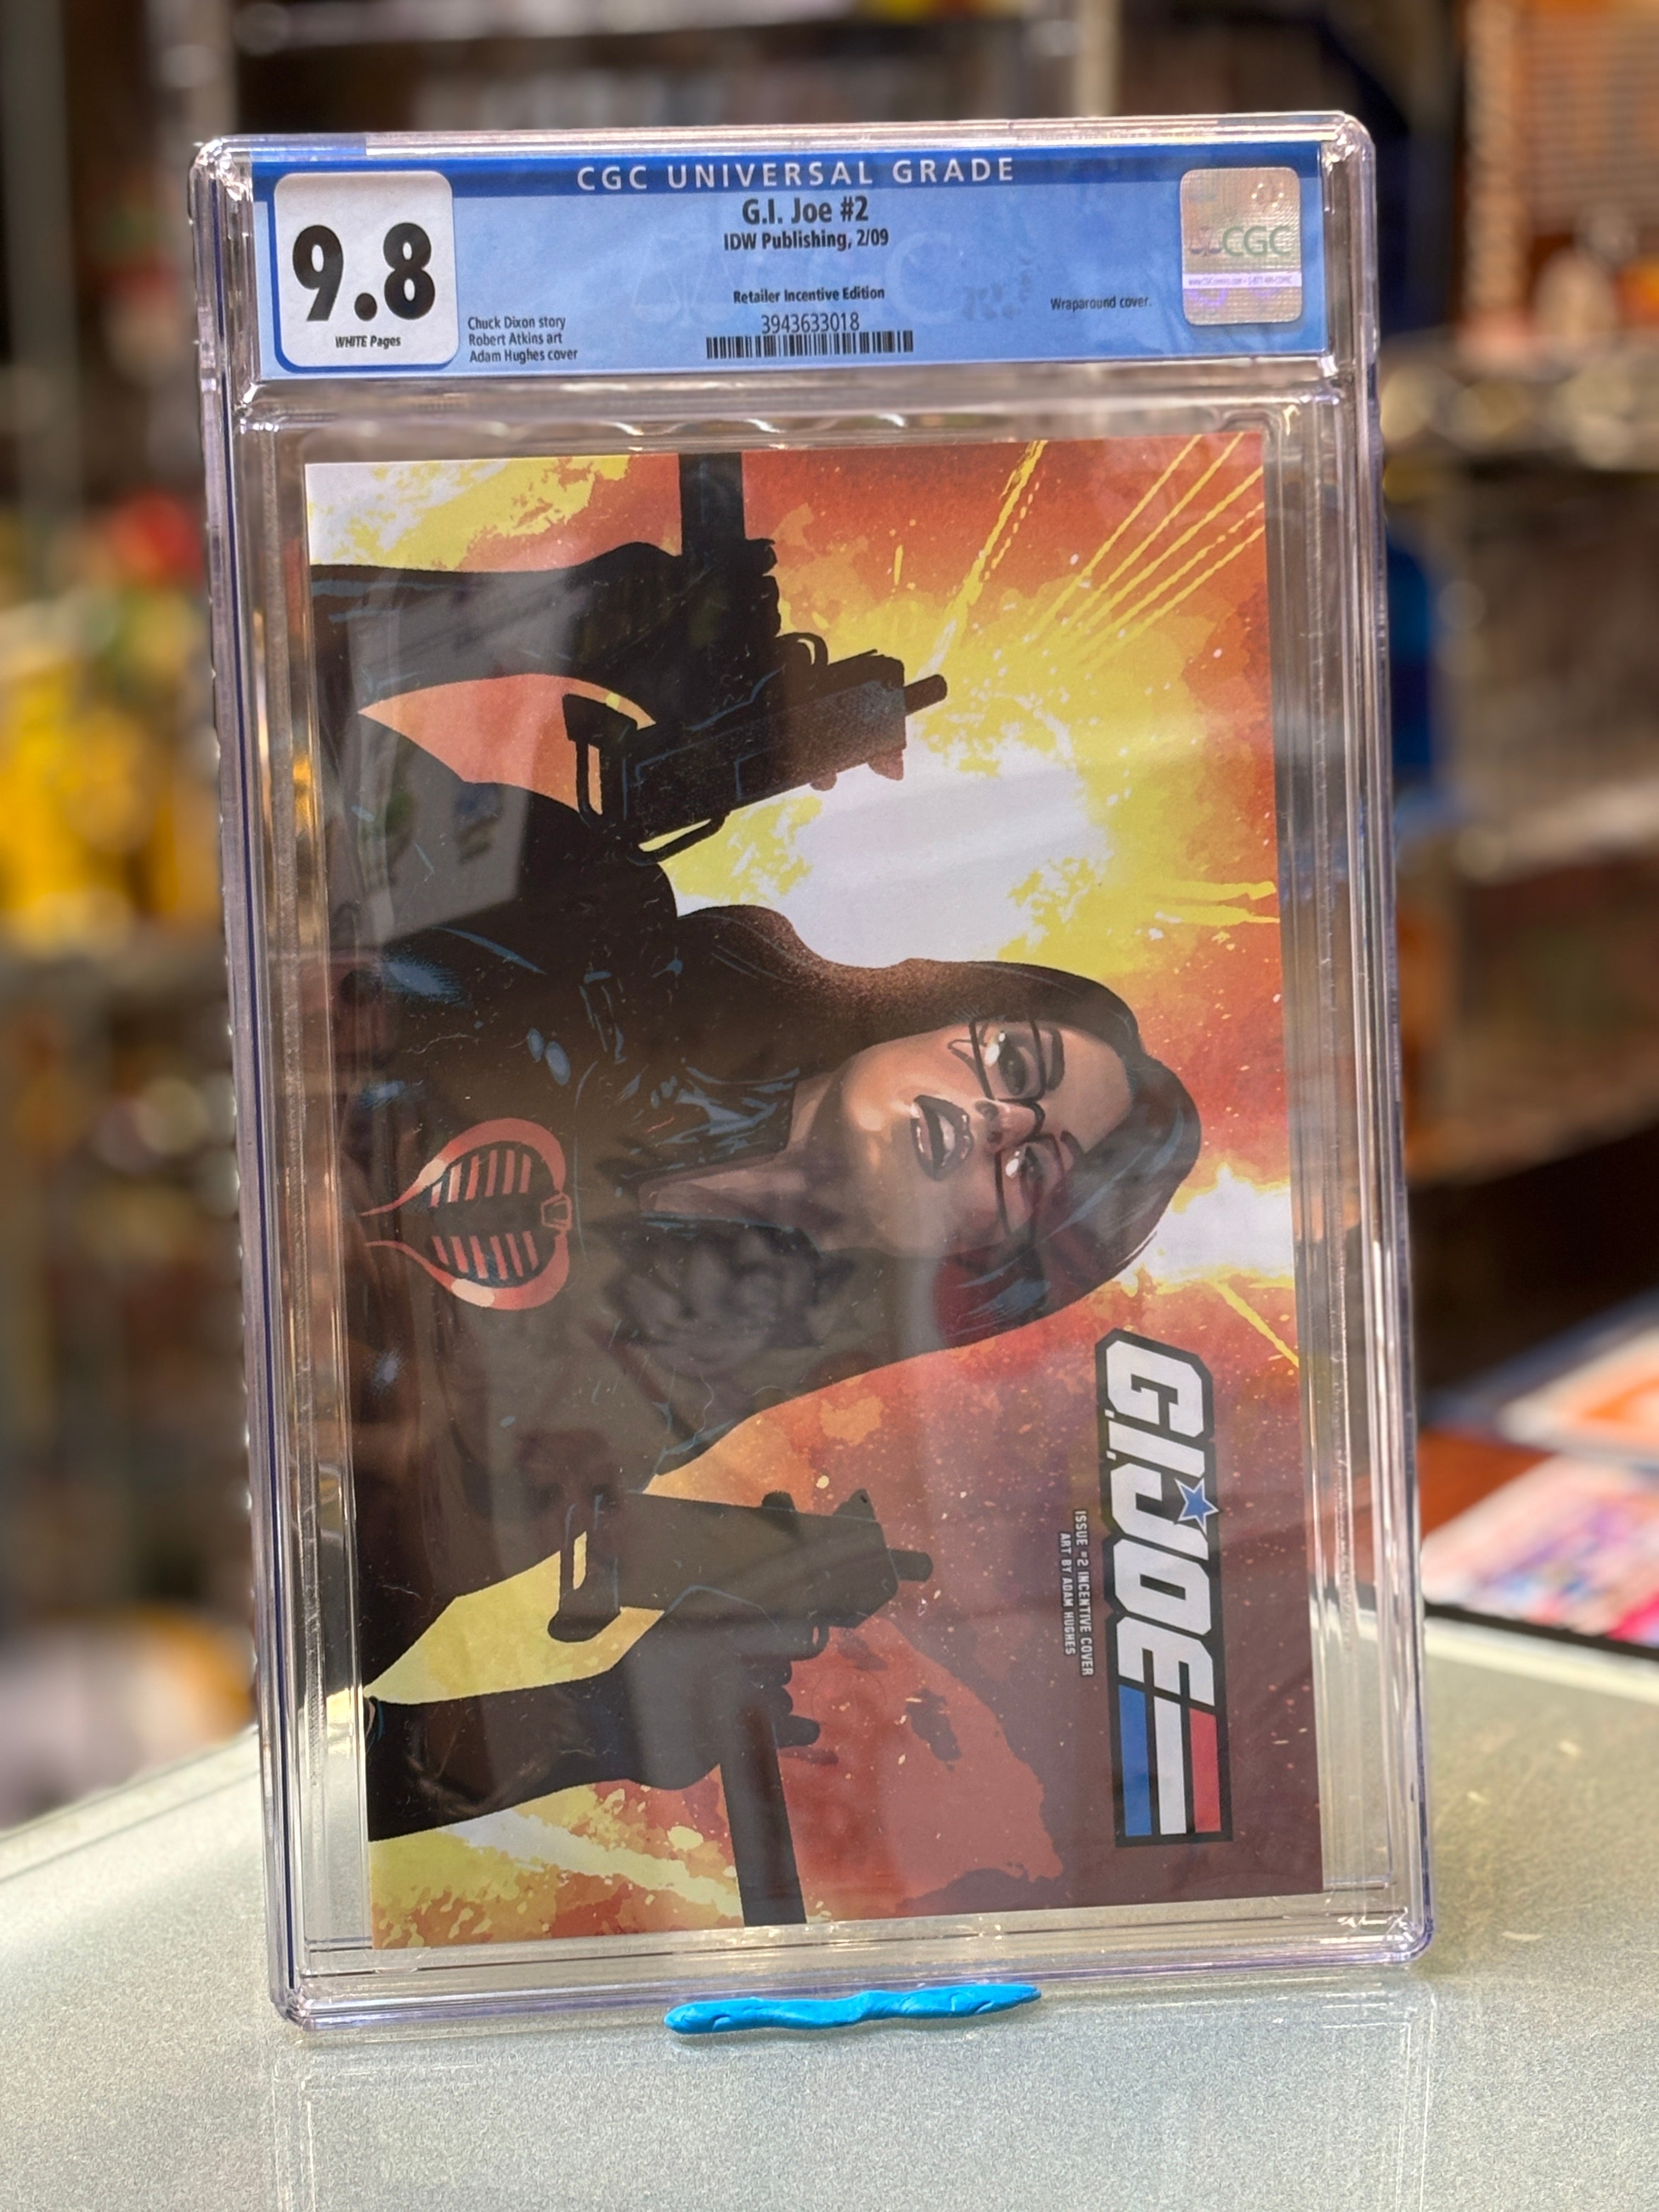 CGC UNIVERSAL GRADE
9.8
WHITE Pages
G.I. Joe #2
IDW Publishing, 2/09
Retailer Incentive Edition
3943633018
Chuck Dixon story
Robert Atkins art
Adam Hughes cover
Wraparound cover.
CGC
G.I.JOE
ISSUE #2 INCENTIVE COVER
ART BY ADAM HUGHES